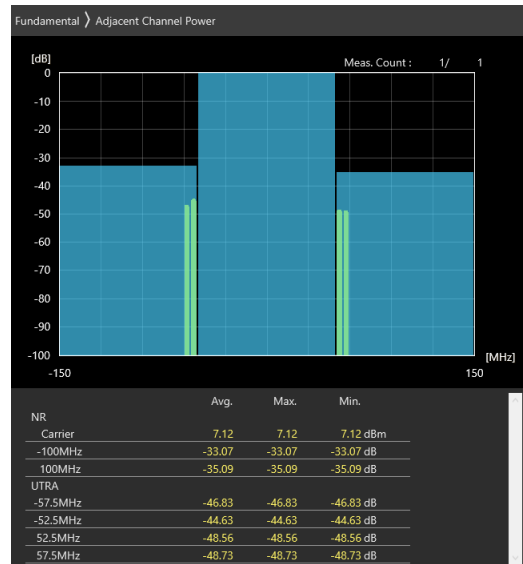 Fundamental 〉 Adjacent Channel Power
[dB]
Meas. Count : 1/ 1
0
-10
-20
-30
-40
-50
-60
-70
-80
-90
-100
[MHz]
-150 150
Avg. Max. Min.
NR
Carrier 7.12 7.12 7.12 dBm
-100MHz -33.07 -33.07 -33.07 dB
100MHz -35.09 -35.09 -35.09 dB
UTRA
-57.5MHz -46.83 -46.83 -46.83 dB
-52.5MHz -44.63 -44.63 -44.63 dB
52.5MHz -48.56 -48.56 -48.56 dB
57.5MHz -48.73 -48.73 -48.73 dB